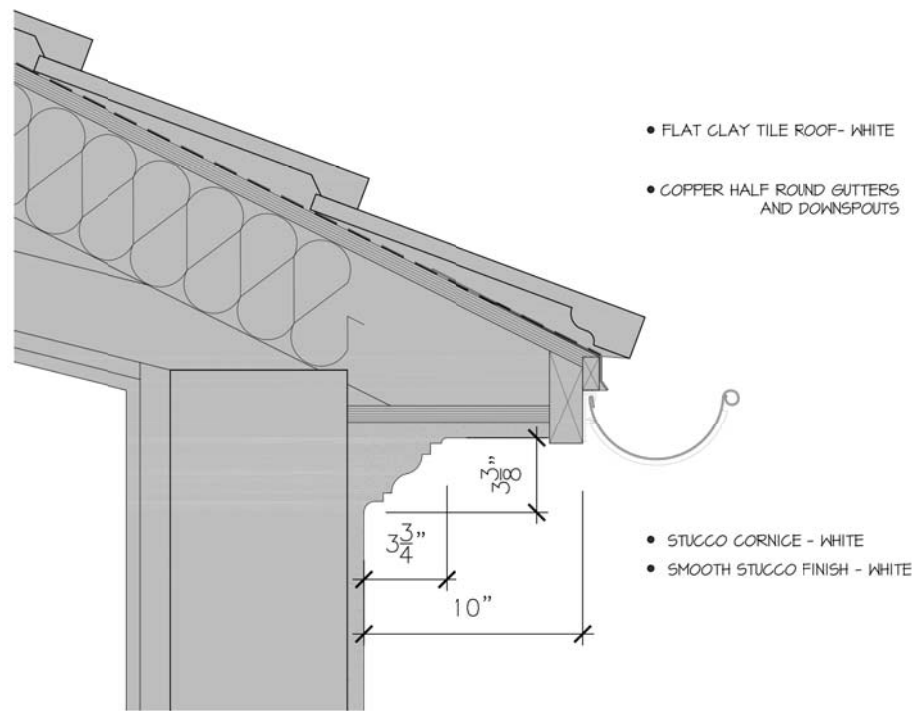 • FLAT CLAY TILE ROOF- WHITE
• COPPER HALF ROUND GUTTERS
AND DOWNSPOUTS
3 3/8"
3 3/4"
10"
• STUCCO CORNICE - WHITE
• SMOOTH STUCCO FINISH - WHITE